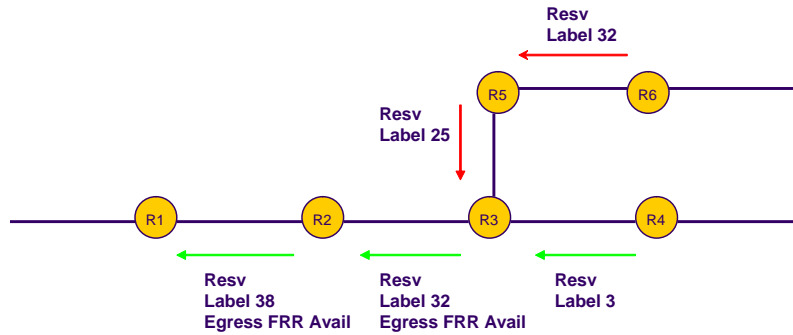 Resv
Label 32
R5
R6
Resv
Label 25
R1
R2
R3
R4
Resv
Label 38
Egress FRR Avail
Resv
Label 32
Egress FRR Avail
Resv
Label 3